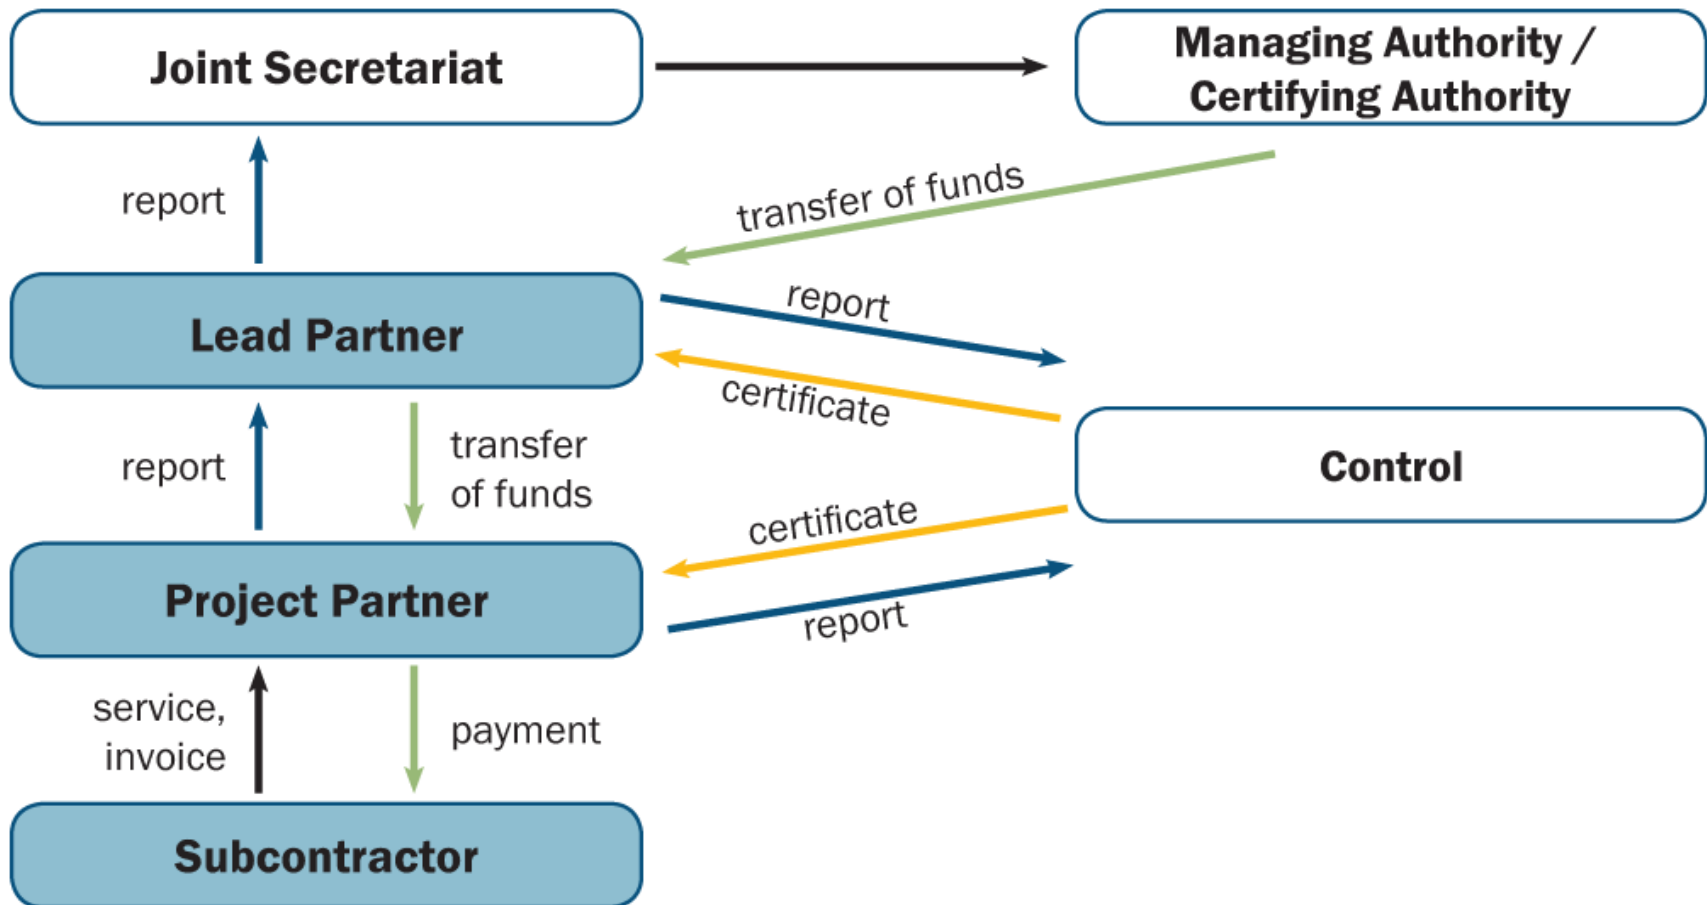 Joint Secretariat
Managing Authority /
Certifying Authority
report
transfer of funds
Lead Partner
report
certificate
report
transfer
of funds
Control
certificate
Project Partner
report
service,
invoice
payment
Subcontractor